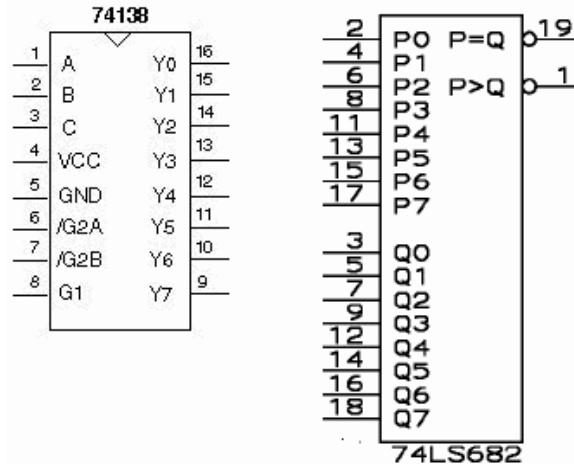 74138
1 A Y0 16
2 B Y1 15
3 C Y2 14
4 VCC Y3 13
5 GND Y4 12
6 /G2A Y5 11
7 /G2B Y6 10
8 G1 Y7 9
2 P0 P=Q 19
4 P1
6 P2 P>Q 1
8 P3
11 P4
13 P5
15 P6
17 P7
3 Q0
5 Q1
7 Q2
9 Q3
12 Q4
14 Q5
16 Q6
18 Q7
74LS682